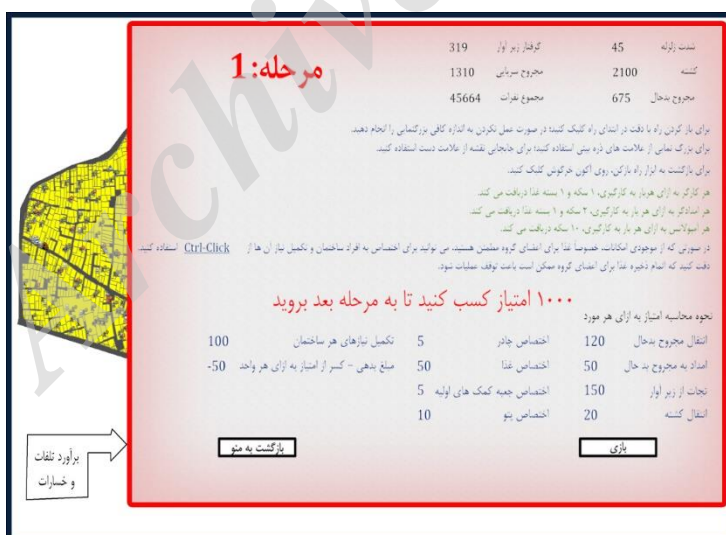 مرحله:1
شدت زلزله 45 گرفتار زیر اوار 319
کشته 2100 مجروح سرپایی 1310
مجروح بدحال 675 مجموع نفرات 45664
برای باز کردن راه با دقت در ابتدای راه کلیک کنید؛ در صورت عمل نکردن به اندازه کافی بزرگنمایی را انجام دهید.
برای بزرگ نمایی از علامت های ذره بینی استفاده کنید؛ برای جابجایی نقشه از علامت دست استفاده کنید.
برای بازگشت به ابزار راه بازکن، روی آکون خرگوش کلیک کنید.
هر کارگر به ازای هربار به کارگیری، ۱ سکه و ۱ بسته غذا دریافت می کند.
هر امدادگر به ازای هر بار به کارگیری، ۲ سکه و ۱ بسته غذا دریافت می کند.
هر آمبولانس به ازای هر بار به کارگیری، ۱۰ سکه دریافت می کند.
در صورتی که از موجودی امکانات، خصوصاً غذا برای اعضای گروه مطمئن هستید، می توانید برای اختصاص به افراد ساختمان و تکمیل نیاز آن ها از Ctrl-Click استفاده کنید.
دقت کنید که اتمام ذخیره غذا برای اعضای گروه ممکن است باعث توقف عملیات شود.
۱۰۰۰ امتیاز کسب کنید تا به مرحله بعد بروید
نحوه محاسبه امتیاز به ازای هر مورد
انتقال مجروح بدحال 120 اختصاص چادر 5 تکمیل نیازهای هر ساختمان 100
امداد به مجروح بد حال 50 اختصاص غذا 50 مبلغ بدهی - کسر از امتیاز به ازای هر واحد -50
نجات از زیر آوار 150 اختصاص جعبه کمک های اولیه 5
انتقال کشته 20 اختصاص پتو 10
بازی بازگشت به منو
برآورد تلفات
و خسارات
Archive